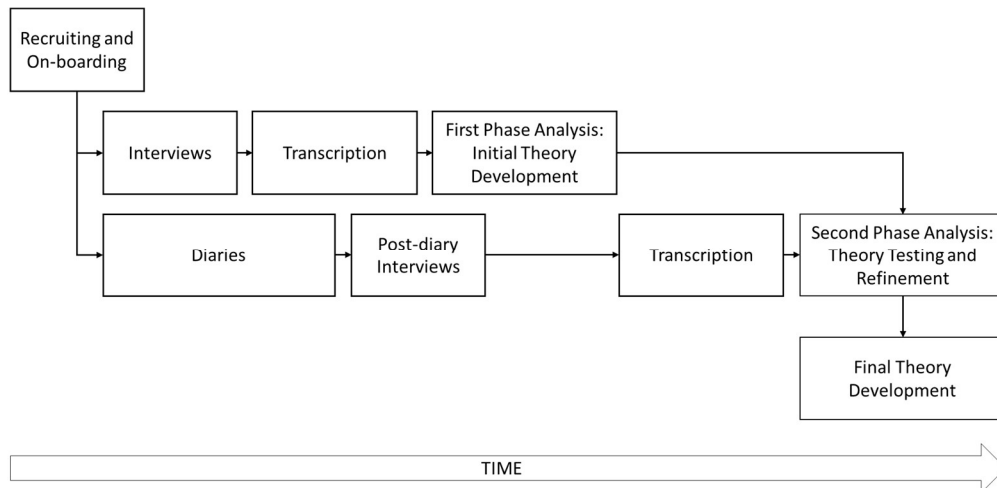 Recruiting and
On-boarding
Interviews
Transcription
First Phase Analysis:
Initial Theory
Development
Diaries
Post-diary
Interviews
Transcription
Second Phase Analysis:
Theory Testing and
Refinement
Final Theory
Development
TIME